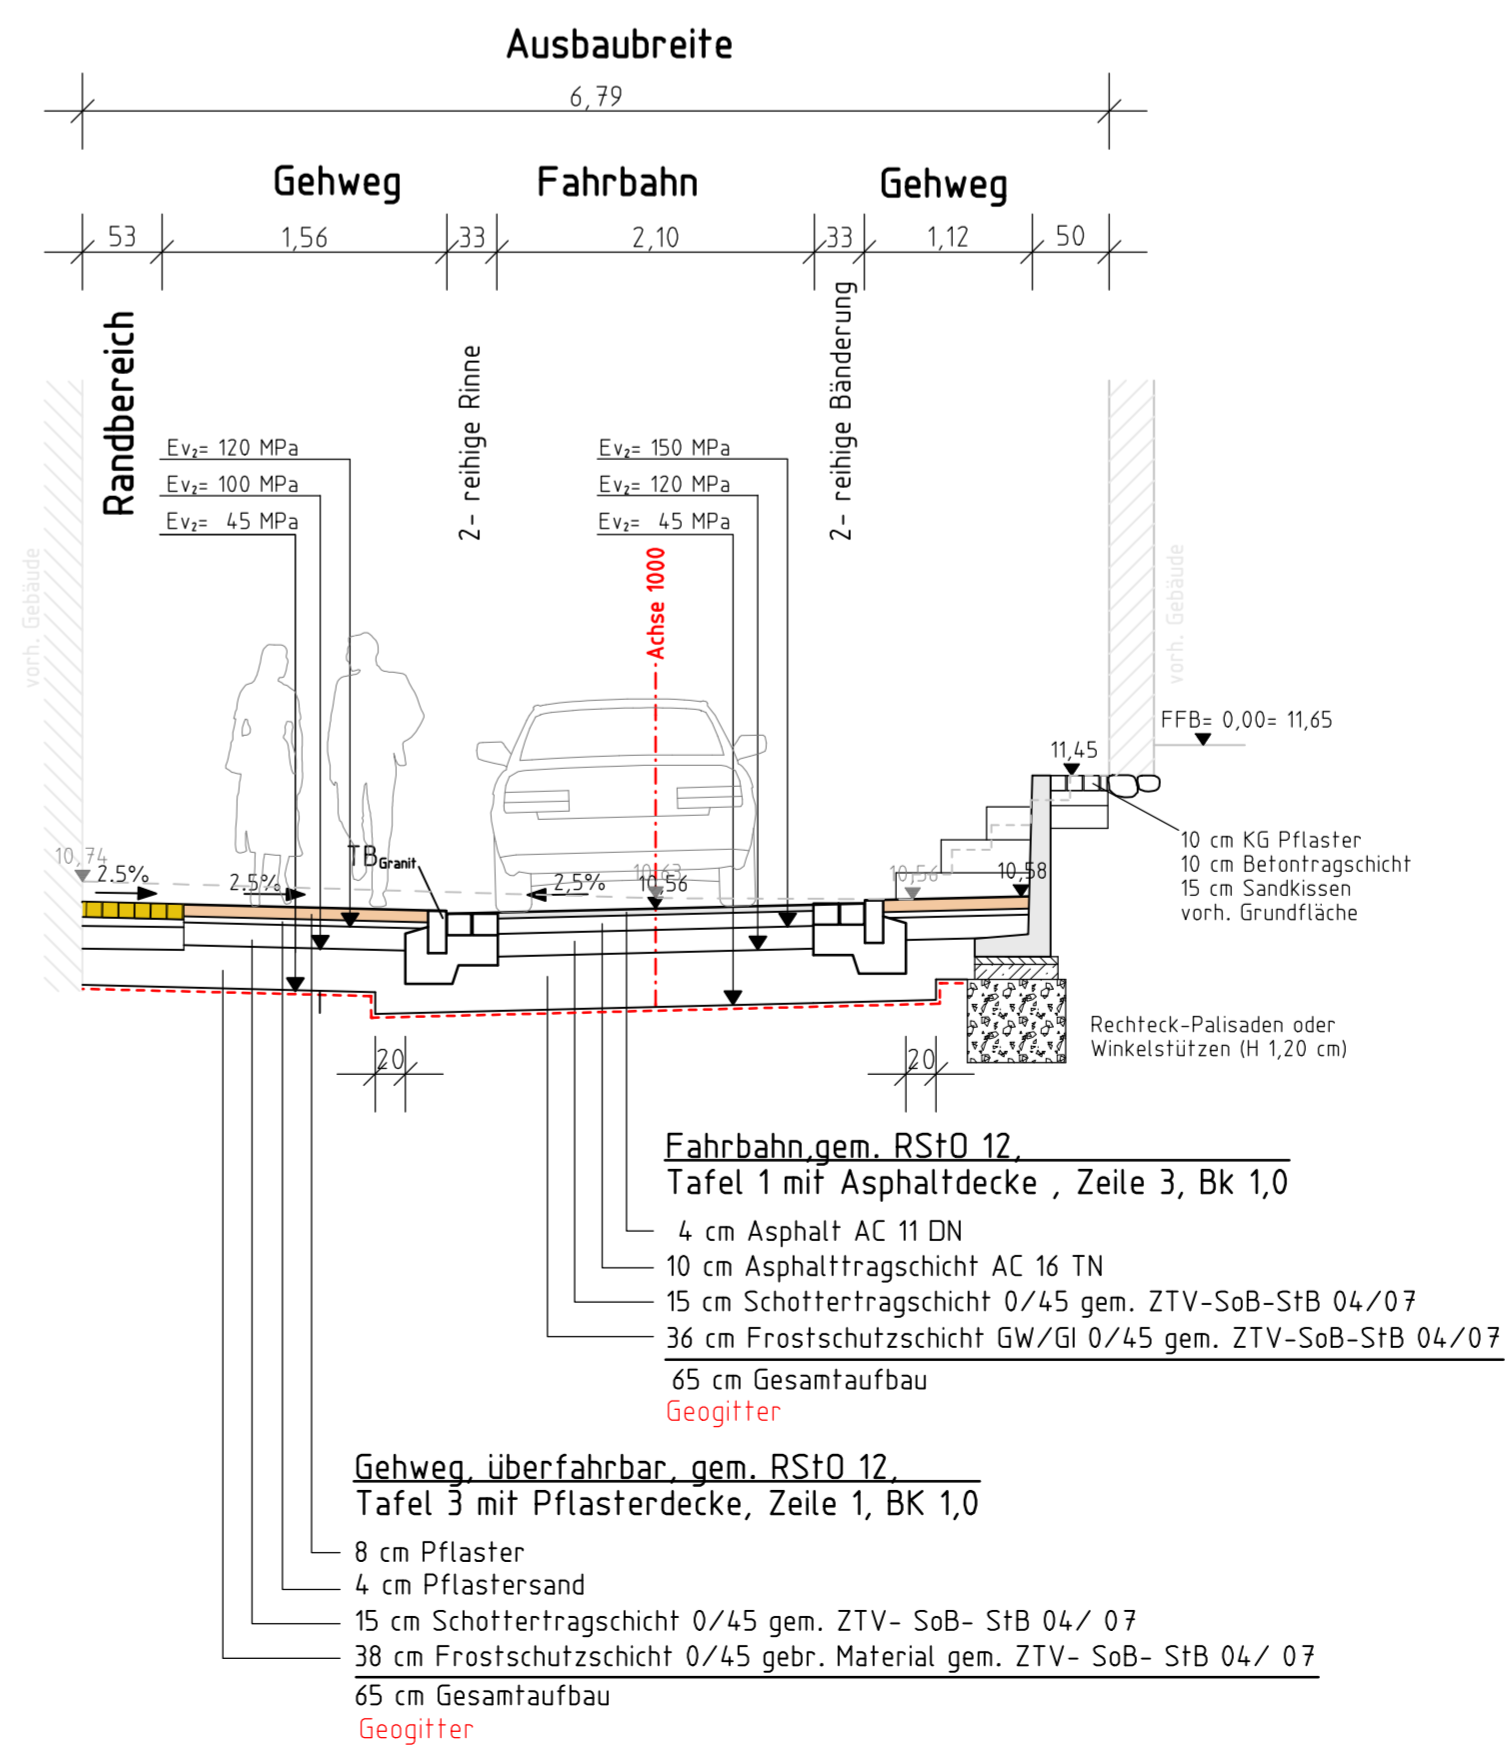 Ausbaubreite
6,79
Gehweg
Fahrbahn
Gehweg
53
1,56
33
2,10
33
1,12
50
Randbereich
2- reihige Rinne
2- reihige Bänderung
Ev₂= 120 MPa
Ev₂= 100 MPa
Ev₂= 45 MPa
Ev₂= 150 MPa
Ev₂= 120 MPa
Ev₂= 45 MPa
Achse 1000
vorh. Gebäude
vorh. Gebäude
FFB= 0,00= 11,65
11,45
10 cm KG Pflaster
10 cm Betontragschicht
15 cm Sandkissen
vorh. Grundfläche
10,74
2.5%
2.5%
TB Granit
2,5%
10,63
10,56
10,56
10,58
Rechteck-Palisaden oder
Winkelstützen (H 1,20 cm)
20
20
Fahrbahn,gem. RStO 12,
Tafel 1 mit Asphaltdecke , Zeile 3, Bk 1,0
4 cm Asphalt AC 11 DN
10 cm Asphalttragschicht AC 16 TN
15 cm Schottertragschicht 0/45 gem. ZTV-SoB-StB 04/07
36 cm Frostschutzschicht GW/GI 0/45 gem. ZTV-SoB-StB 04/07
65 cm Gesamtaufbau
Geogitter
Gehweg, überfahrbar, gem. RStO 12,
Tafel 3 mit Pflasterdecke, Zeile 1, BK 1,0
8 cm Pflaster
4 cm Pflastersand
15 cm Schottertragschicht 0/45 gem. ZTV- SoB- StB 04/ 07
38 cm Frostschutzschicht 0/45 gebr. Material gem. ZTV- SoB- StB 04/ 07
65 cm Gesamtaufbau
Geogitter